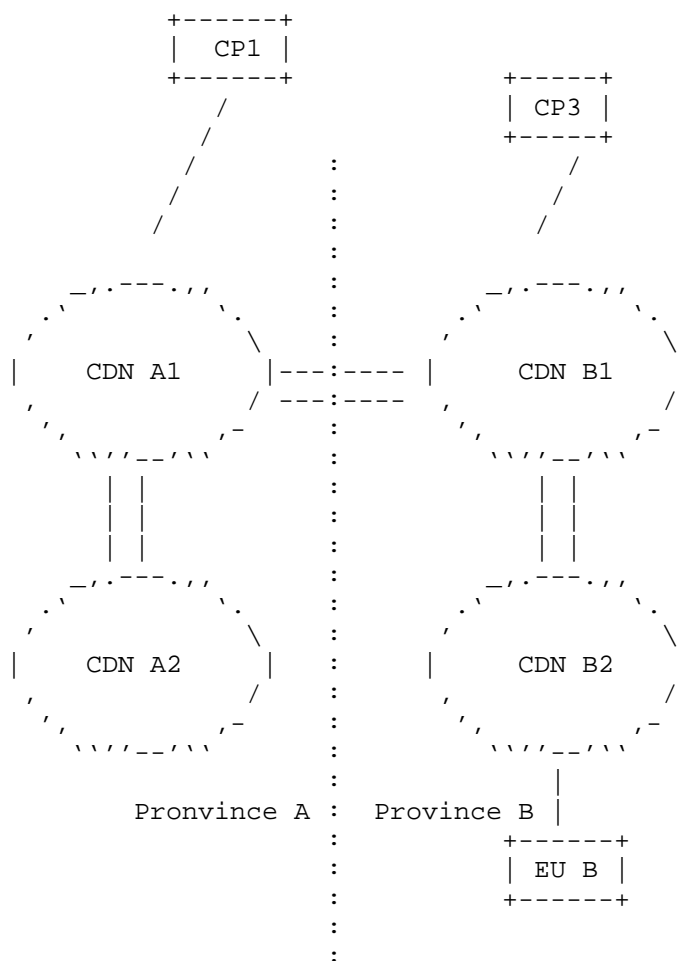 CP1
CP3
CDN A1 CDN B1
CDN A2 CDN B2
Pronvince A Province B
EU B